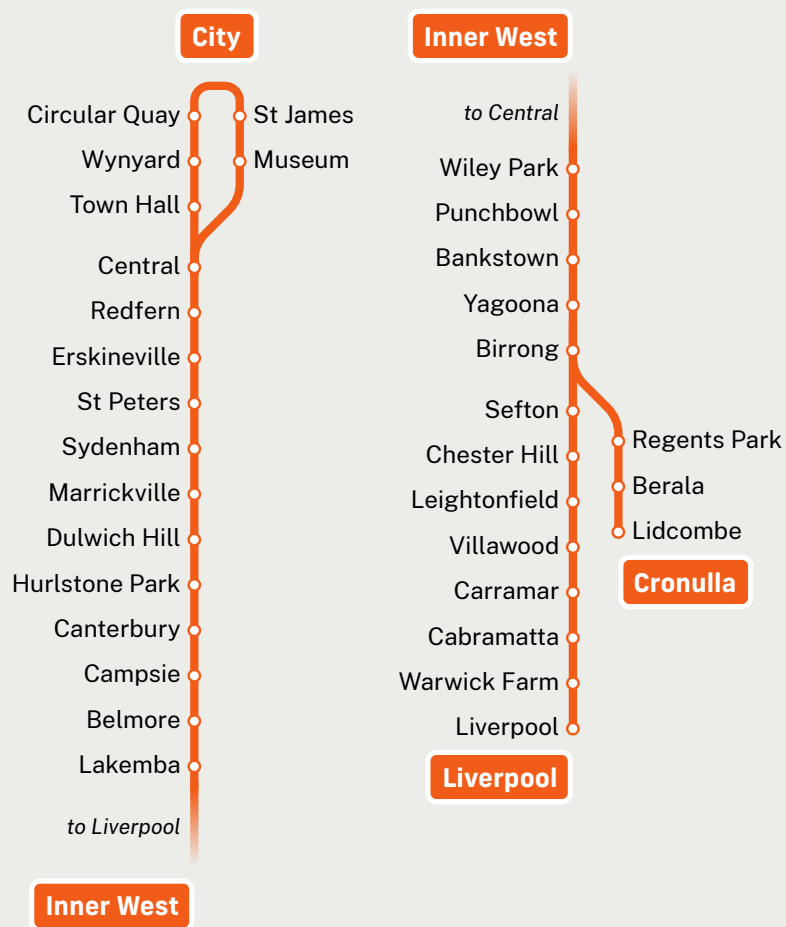 City
Circular Quay
St James
Wynyard
Museum
Town Hall
Central
Redfern
Erskineville
St Peters
Sydenham
Marrickville
Dulwich Hill
Hurlstone Park
Canterbury
Campsie
Belmore
Lakemba
to Liverpool
Inner West
Inner West
to Central
Wiley Park
Punchbowl
Bankstown
Yagoona
Birrong
Sefton
Chester Hill
Leightonfield
Villawood
Carramar
Cabramatta
Warwick Farm
Liverpool
Liverpool
Regents Park
Berala
Lidcombe
Cronulla